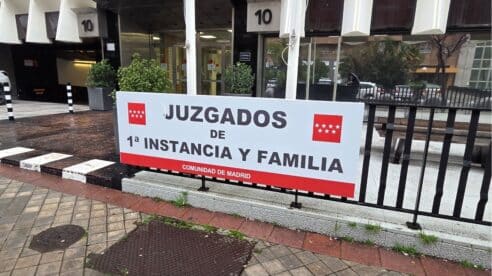 10
10
JUZGADOS
DE
1ª INSTANCIA Y FAMILIA
COMUNIDAD DE MADRID